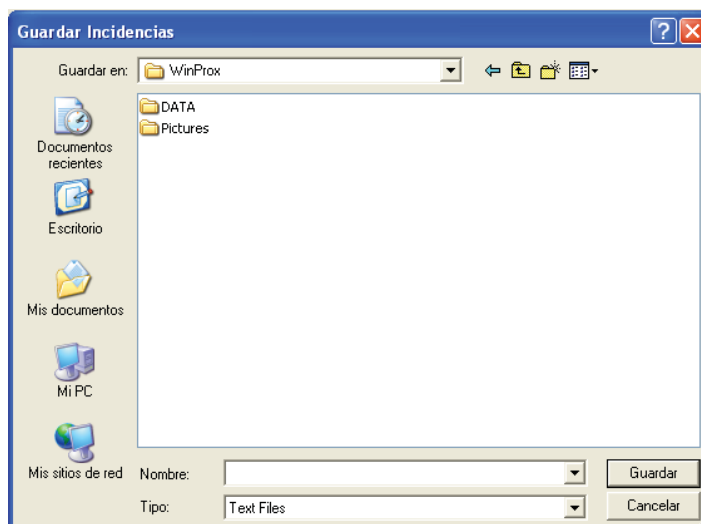 Guardar Incidencias
Guardar en: WinProx
DATA
Pictures
Documentos
recientes
Escritorio
Mis documentos
Mi PC
Mis sitios de red
Nombre: Guardar
Tipo: Text Files Cancelar